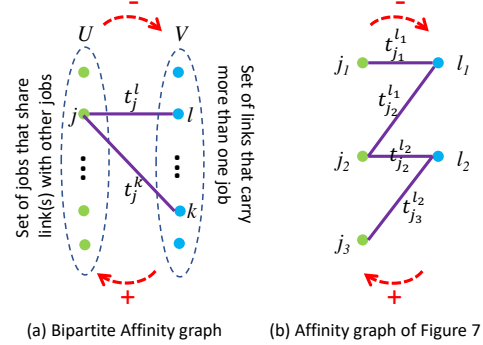 −
U V
Set of jobs that share
link(s) with other jobs
j
t_j^l
l
t_j^k
k
Set of links that carry
more than one job
+
(a) Bipartite Affinity graph
−
j_1
t_{j_1}^{l_1}
l_1
t_{j_2}^{l_1}
j_2
t_{j_2}^{l_2}
l_2
t_{j_3}^{l_2}
j_3
+
(b) Affinity graph of Figure 7